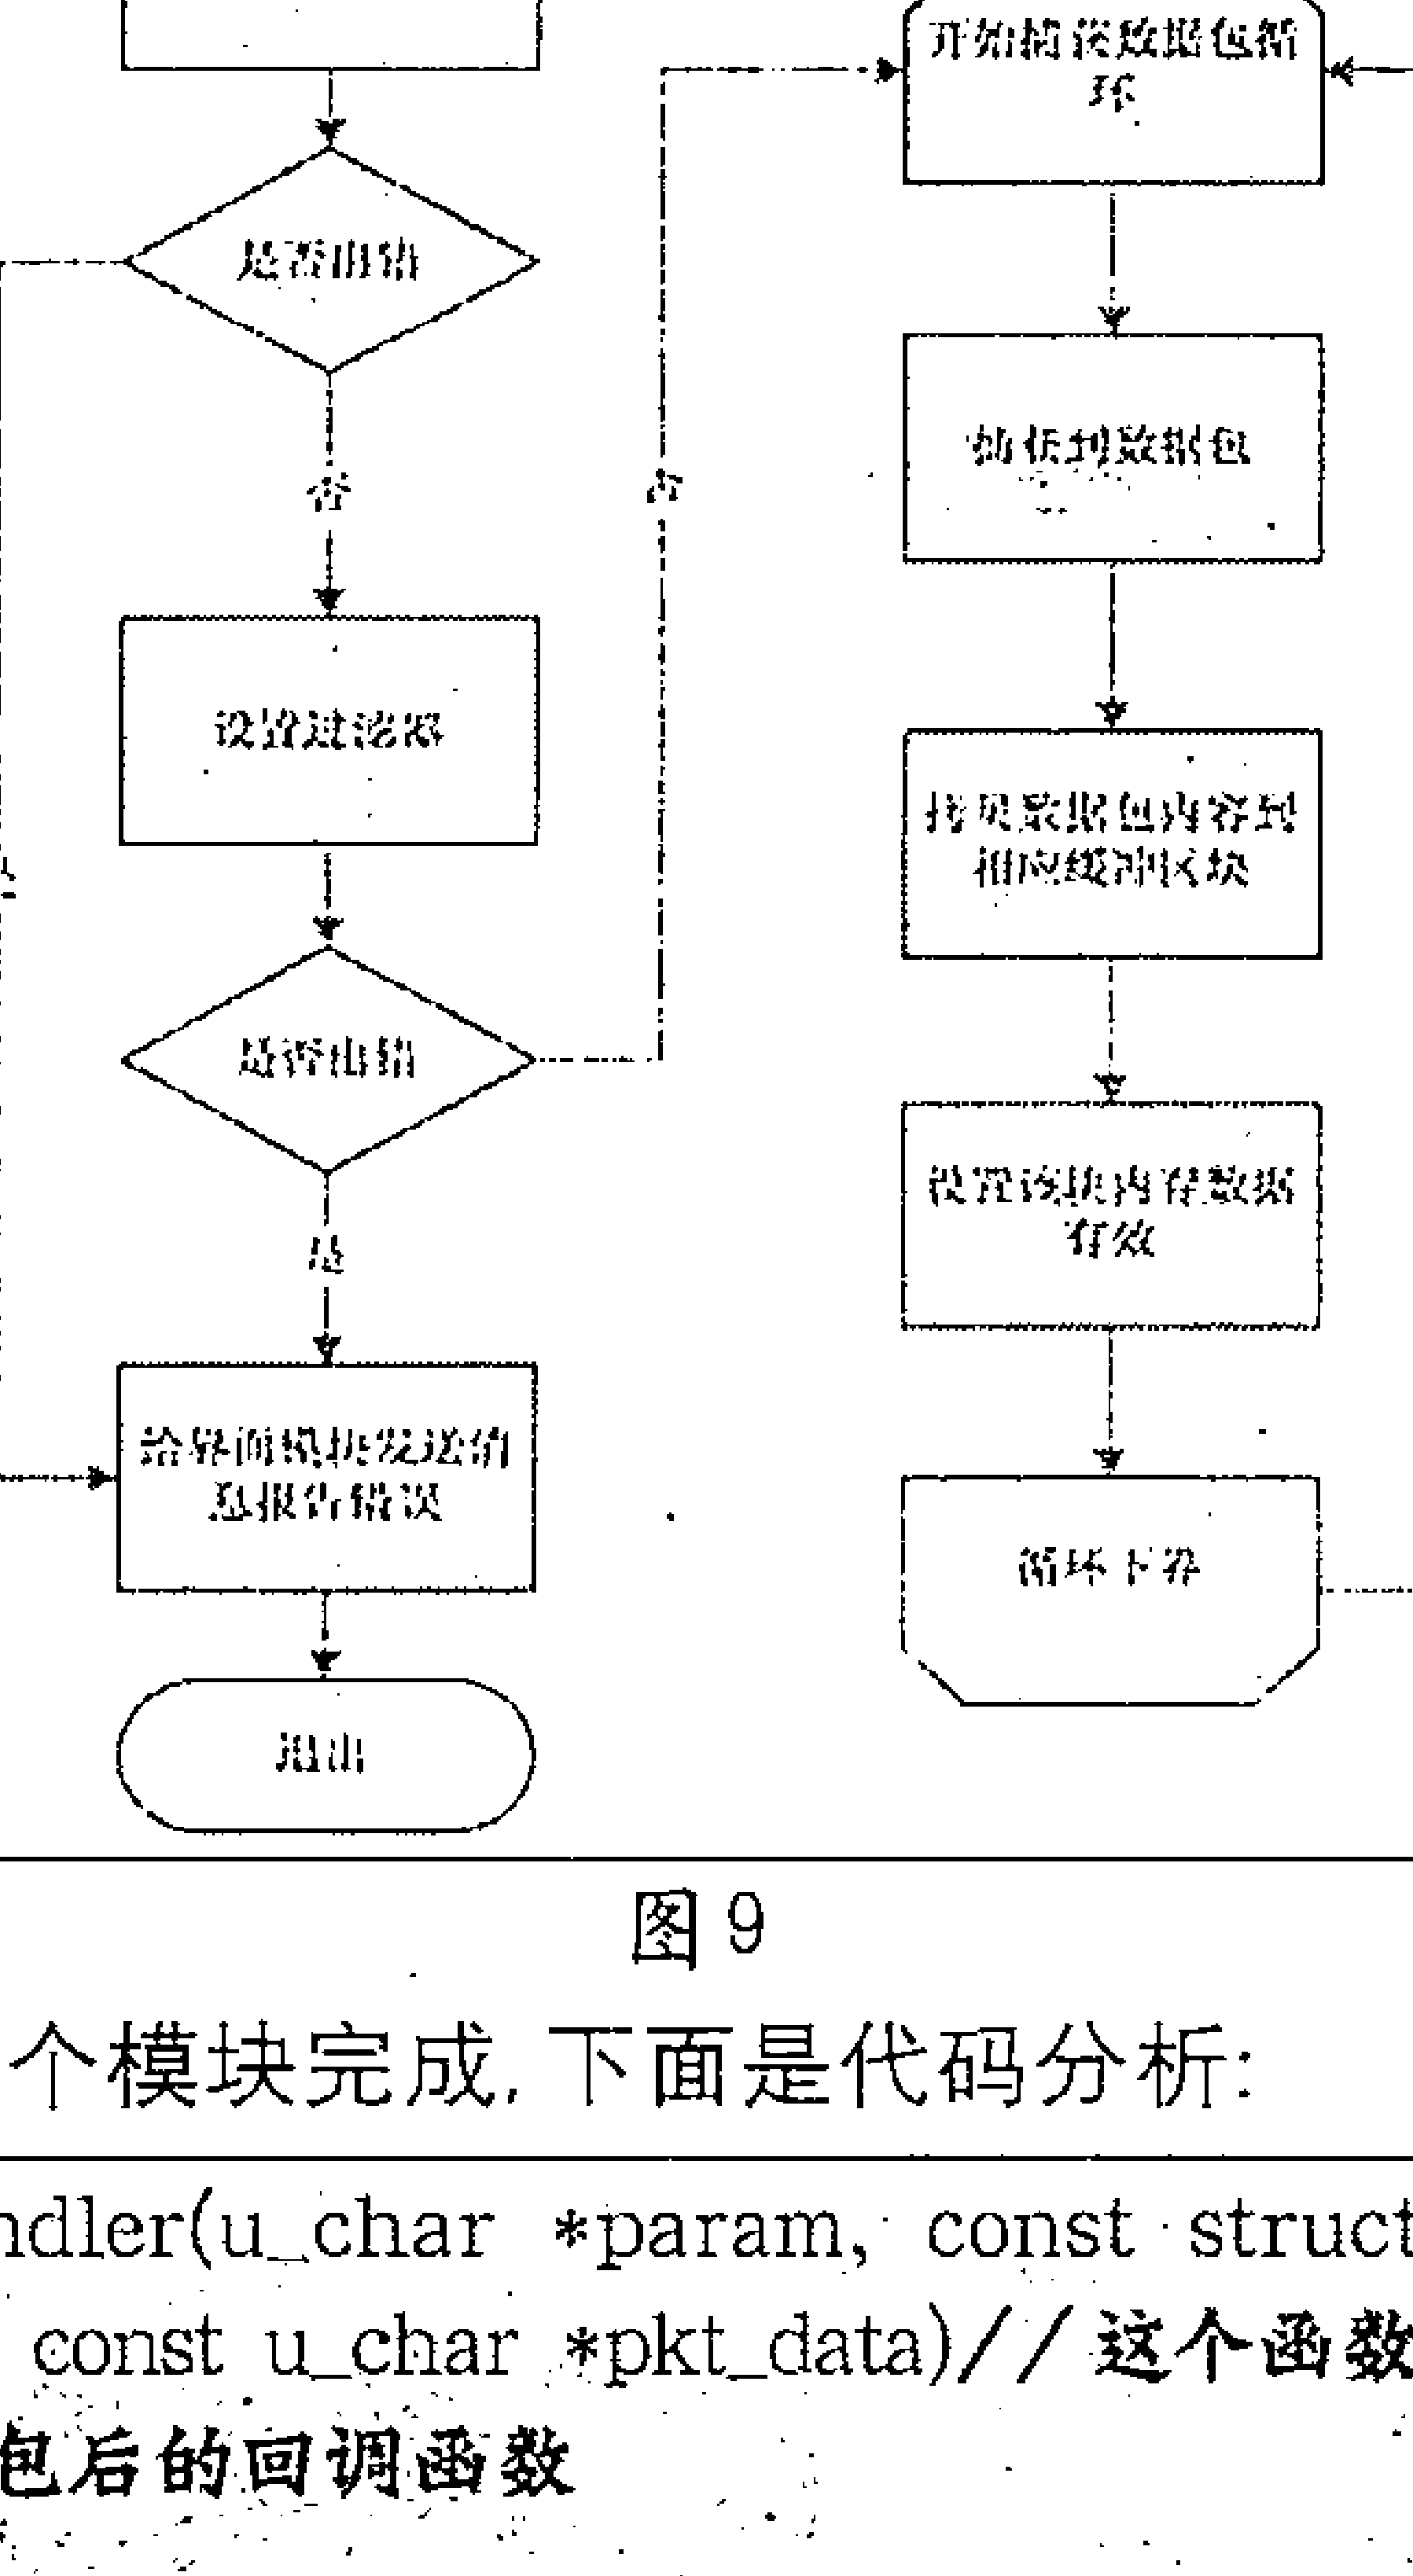 是否出错
否
设置过滤器
是否出错
是
给界面模块发送消
息报告错误
退出
否
开始捕获数据包循
环
捕获到数据包
拷贝数据包内容到
相应缓冲区块
设置该块内存数据
有效
循环下界
图9
个模块完成,下面是代码分析:
ndler(u_char *param, const struct
const u_char *pkt_data)//这个函数
包后的回调函数